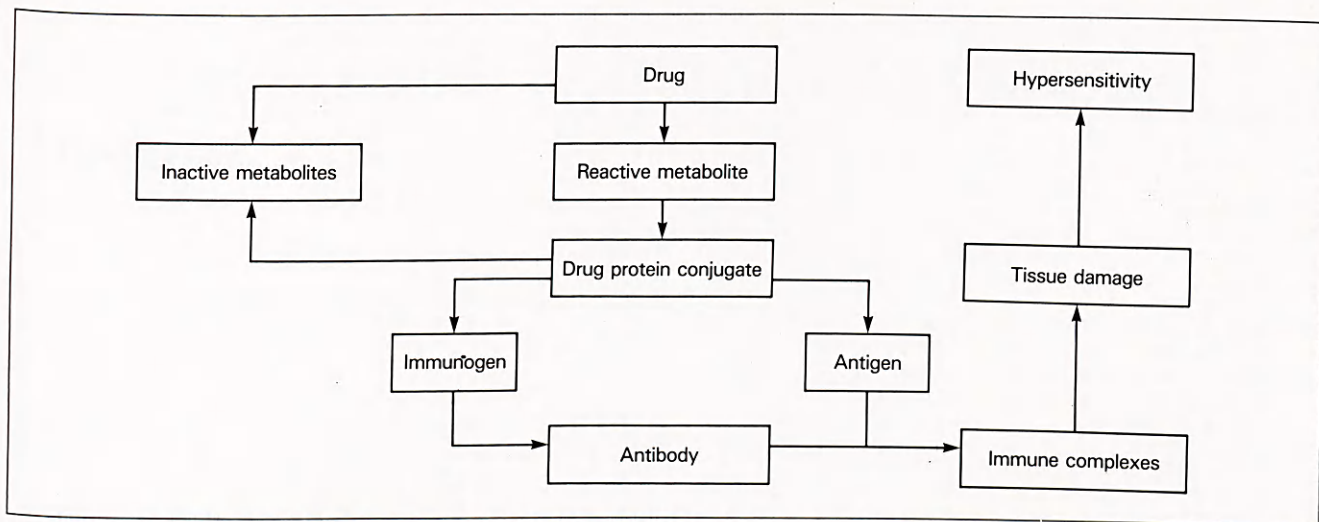 Drug
Hypersensitivity
Inactive metabolites
Reactive metabolite
Drug protein conjugate
Tissue damage
Immunogen
Antigen
Antibody
Immune complexes